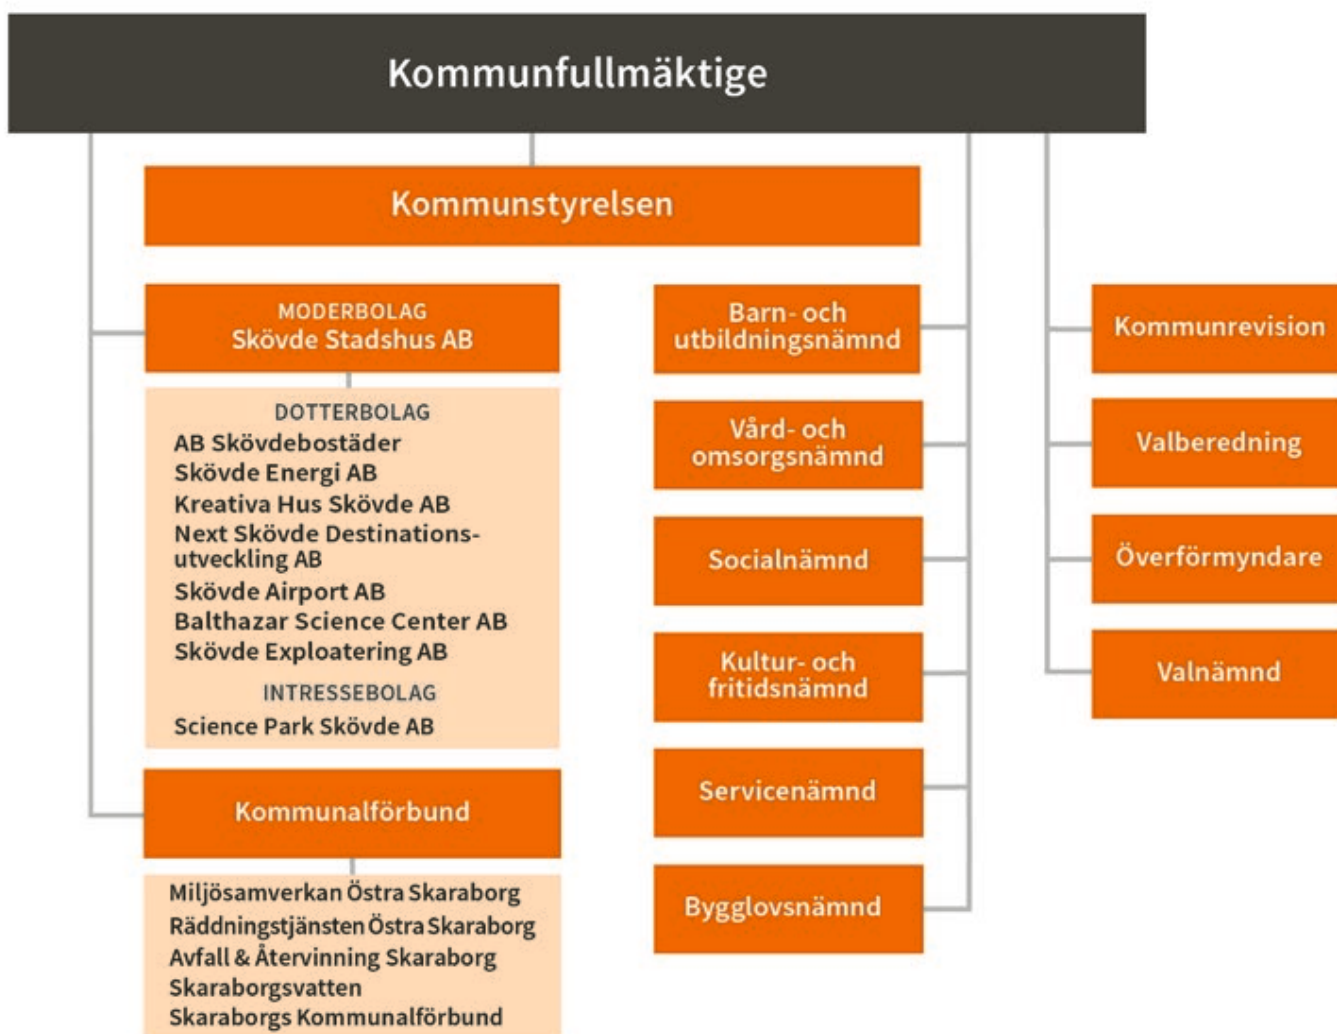 Kommunfullmäktige
Kommunstyrelsen
MODERBOLAG
Skövde Stadshus AB
DOTTERBOLAG
AB Skövdebostäder
Skövde Energi AB
Kreativa Hus Skövde AB
Next Skövde Destinations-
utveckling AB
Skövde Airport AB
Balthazar Science Center AB
Skövde Exploatering AB
INTRESSEBOLAG
Science Park Skövde AB
Kommunalförbund
Miljösamverkan Östra Skaraborg
Räddningstjänsten Östra Skaraborg
Avfall & Återvinning Skaraborg
Skaraborgsvatten
Skaraborgs Kommunalförbund
Barn- och
utbildningsnämnd
Vård- och
omsorgsnämnd
Socialnämnd
Kultur- och
fritidsnämnd
Servicenämnd
Bygglovsnämnd
Kommunrevision
Valberedning
Överförmyndare
Valnämnd